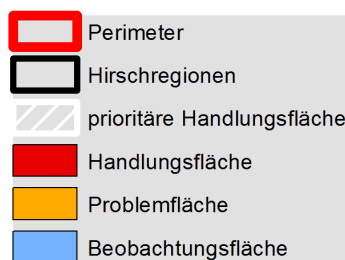 Perimeter
Hirschregionen
prioritäre Handlungsfläche
Handlungsfläche
Problemfläche
Beobachtungsfläche